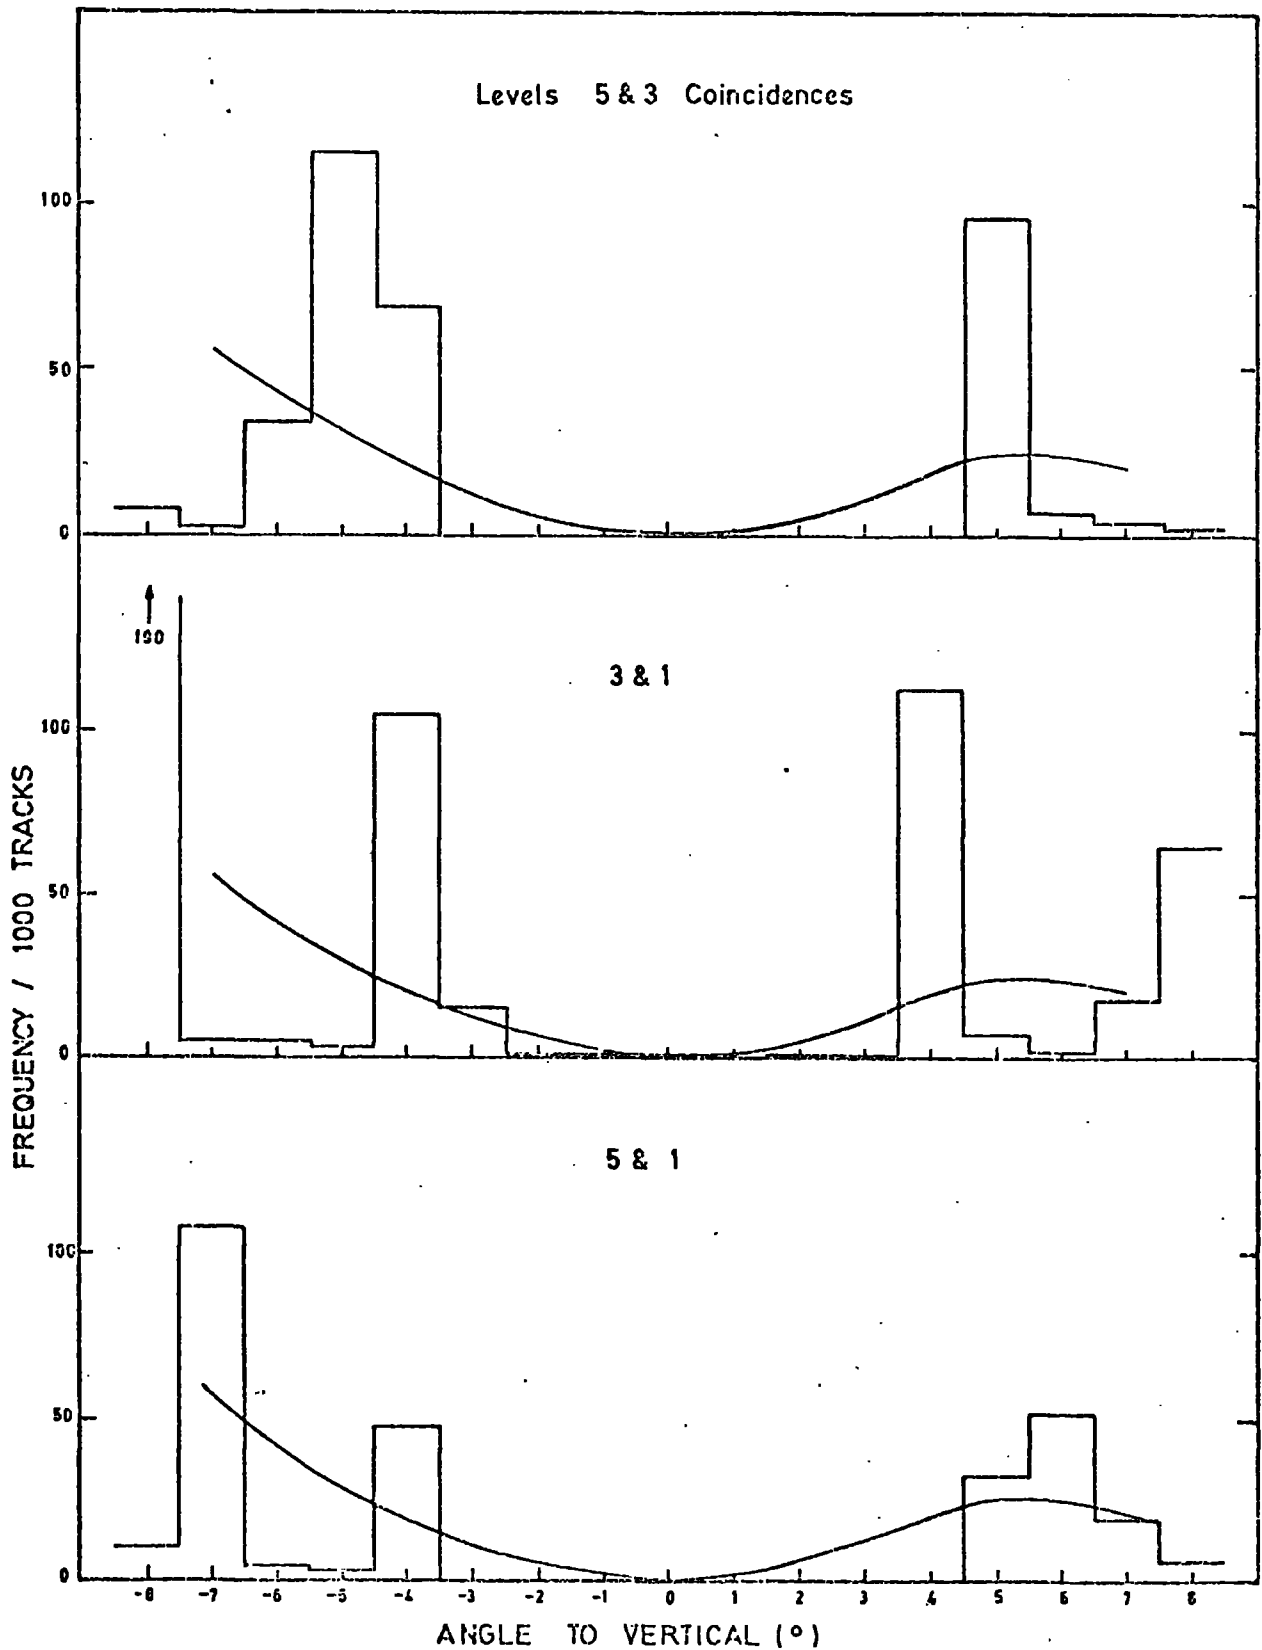 Levels 5 & 3 Coincidences
100
50
0
190
3 & 1
100
50
0
5 & 1
100
50
0
-8 -7 -6 -5 -4 -3 -2 -1 0 1 2 3 4 5 6 7 8
ANGLE TO VERTICAL (°)
FREQUENCY / 1000 TRACKS